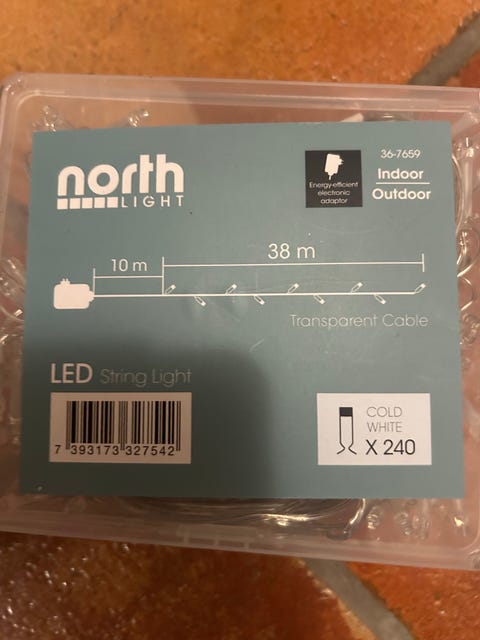 north
LIGHT
Energy-efficient
electronic
adaptor
36-7659
Indoor
Outdoor
10 m
38 m
Transparent Cable
LED String Light
7 393173 327542
COLD
WHITE
X 240